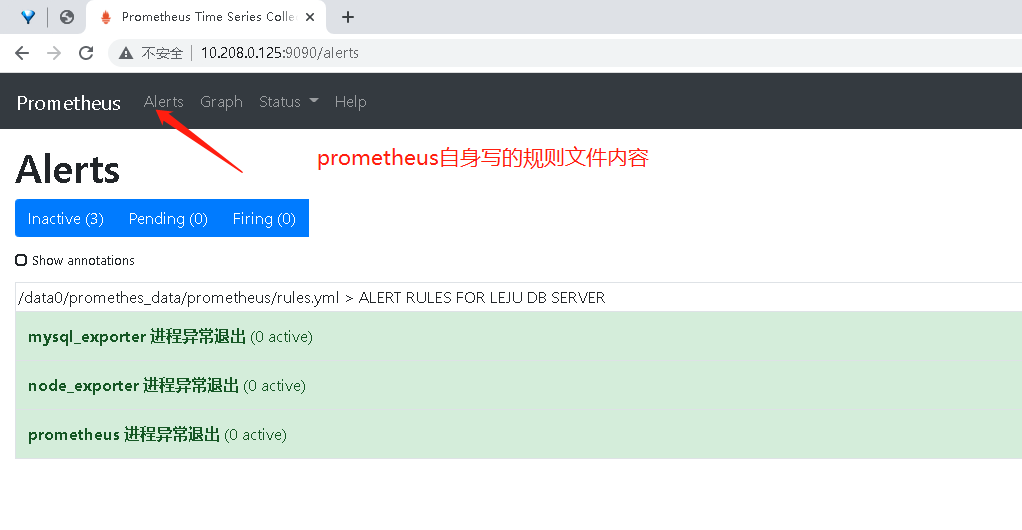 Prometheus Time Series Colle
不安全 10.208.0.125:9090/alerts
Prometheus Alerts Graph Status Help
prometheus自身写的规则文件内容
Alerts
Inactive (3) Pending (0) Firing (0)
Show annotations
/data0/promethes_data/prometheus/rules.yml > ALERT RULES FOR LEJU DB SERVER
mysql_exporter 进程异常退出 (0 active)
node_exporter 进程异常退出 (0 active)
prometheus 进程异常退出 (0 active)